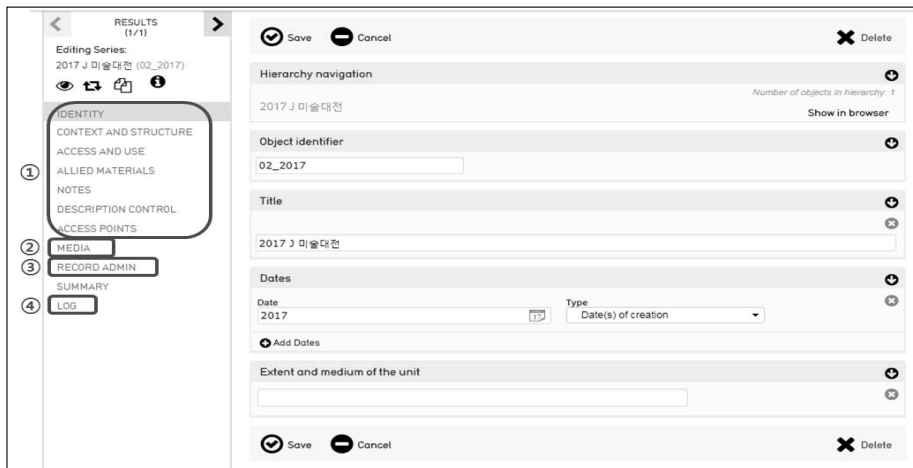 RESULTS
(1/1)
Editing Series:
2017 J 미술대전 (02_2017)
IDENTITY
CONTEXT AND STRUCTURE
ACCESS AND USE
① ALLIED MATERIALS
NOTES
DESCRIPTION CONTROL
ACCESS POINTS
② MEDIA
③ RECORD ADMIN
SUMMARY
④ LOG
Save Cancel Delete
Hierarchy navigation
Number of objects in hierarchy: 1
2017 J 미술대전
Show in browser
Object identifier
02_2017
Title
2017 J 미술대전
Dates
Date Type
2017 17 Date(s) of creation
Add Dates
Extent and medium of the unit
Save Cancel Delete